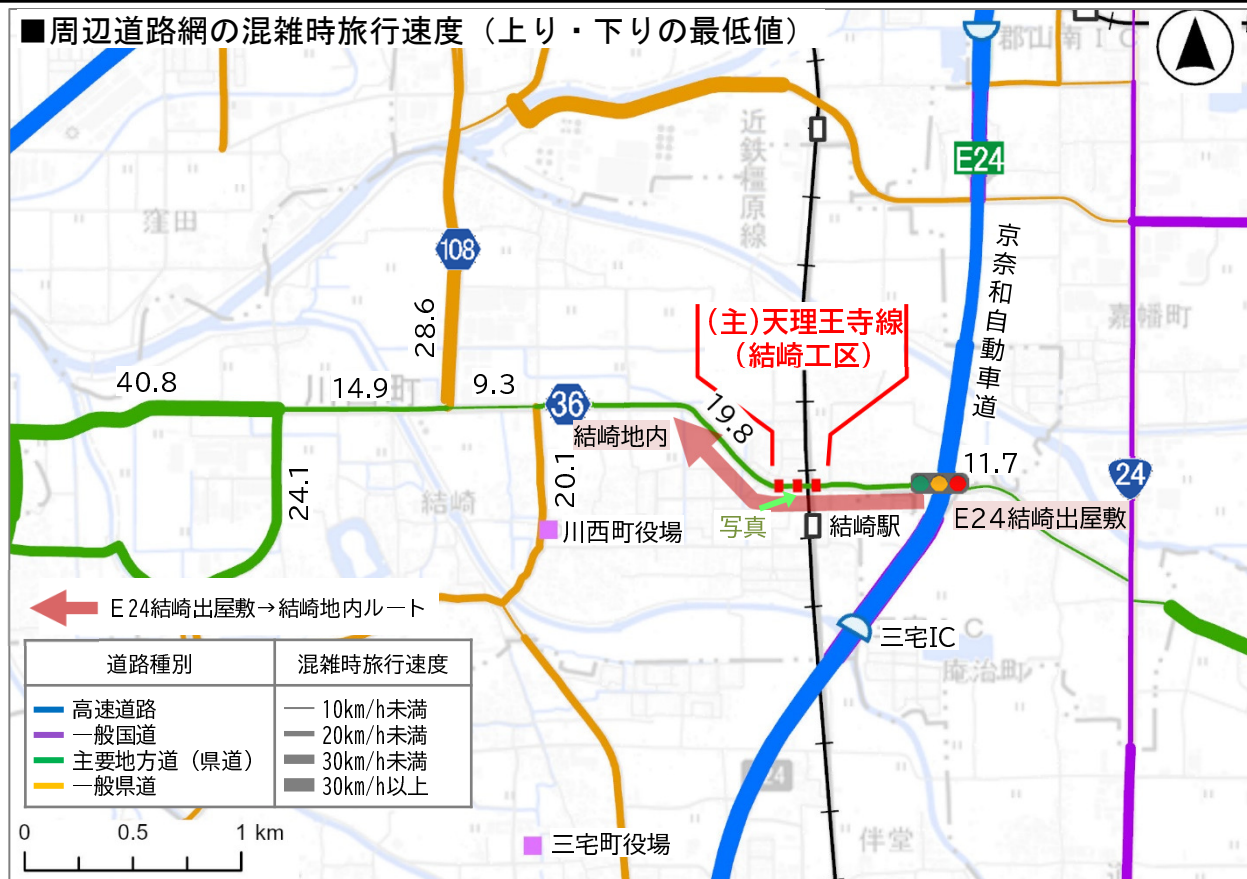 ■周辺道路網の混雑時旅行速度（上り・下りの最低値）
郡山南ＩＣ
近鉄橿原線
E24
窪田
108
京奈和自動車道
嘉幡町
28.6
(主)天理王寺線
（結崎工区）
40.8
川
町
14.9
9.3
36
19.8
結崎地内
11.7
24
24.1
結崎
20.1
写真
結崎駅
E24結崎出屋敷
川西町役場
三宅IC
ＩＣ
庵治町
E24結崎出屋敷→結崎地内ルート
道路種別
混雑時旅行速度
高速道路
10km/h未満
一般国道
20km/h未満
主要地方道（県道）
30km/h未満
一般県道
30km/h以上
24
0 0.5 1 km
三宅町役場
伴堂